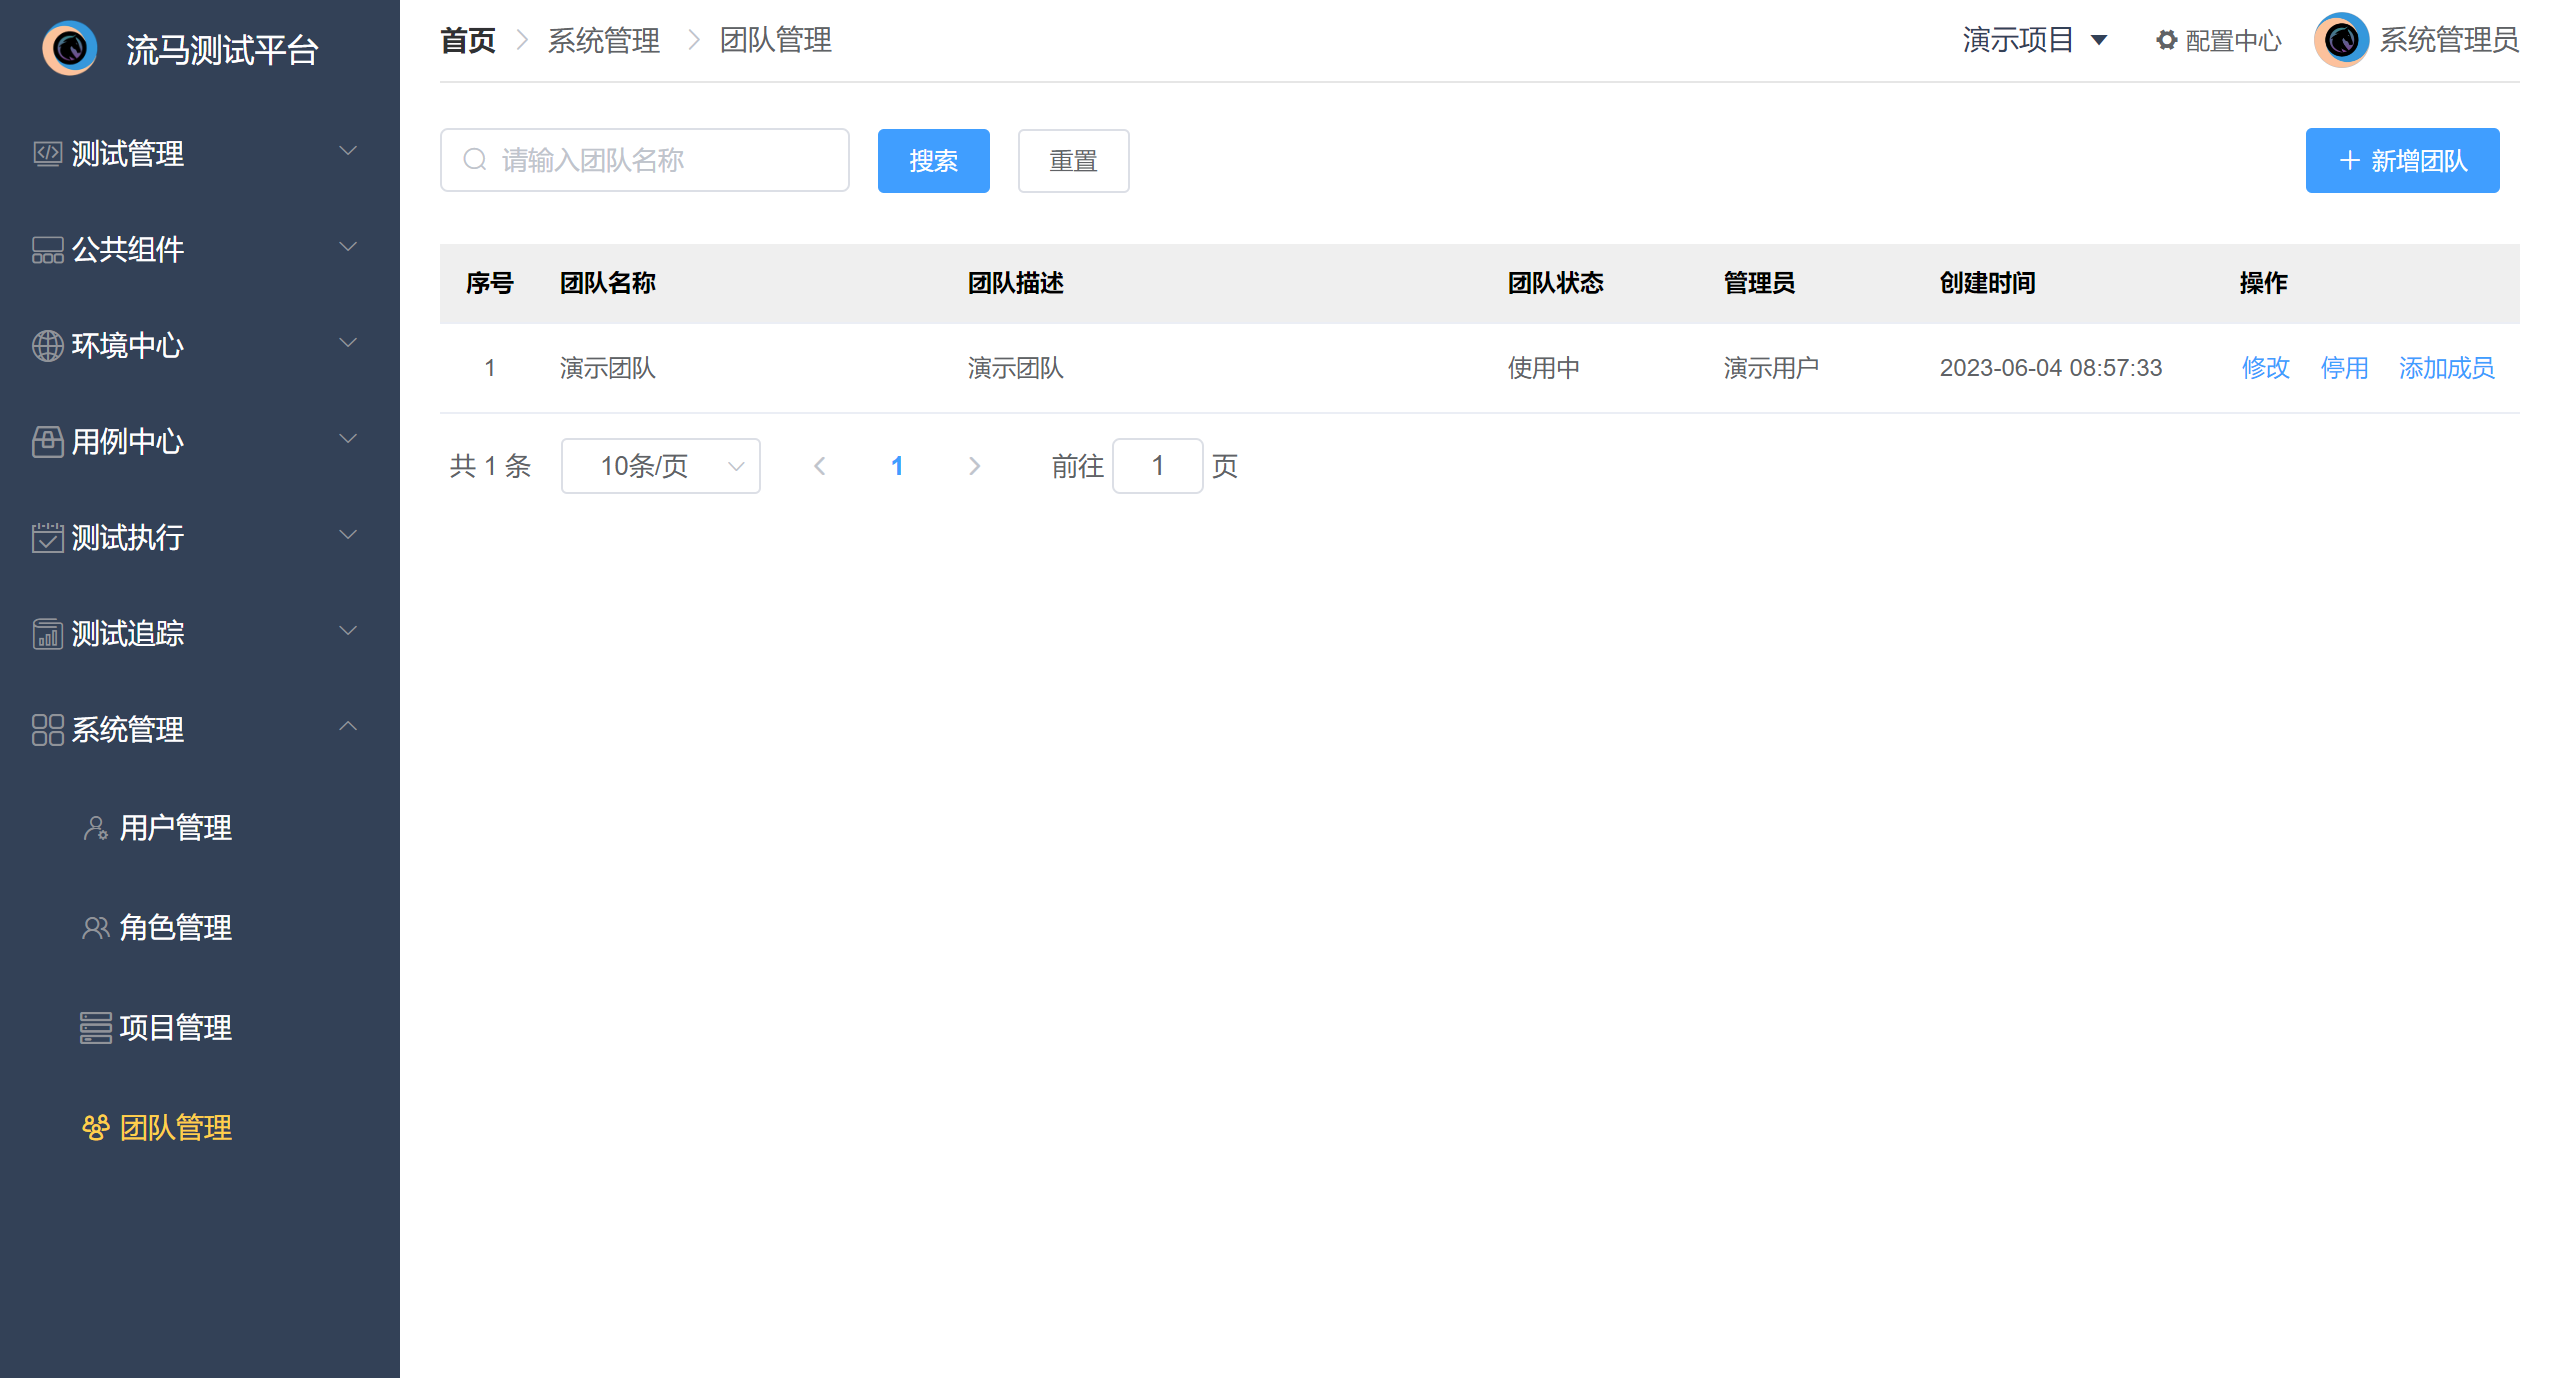 流马测试平台
测试管理
公共组件
环境中心
用例中心
测试执行
测试追踪
系统管理
用户管理
角色管理
项目管理
团队管理
首页 系统管理 团队管理
演示项目 配置中心 系统管理员
请输入团队名称 搜索 重置 新增团队
序号 团队名称 团队描述 团队状态 管理员 创建时间 操作
1 演示团队 演示团队 使用中 演示用户 2023-06-04 08:57:33 修改 停用 添加成员
共 1 条 10条/页 1 前往 1 页